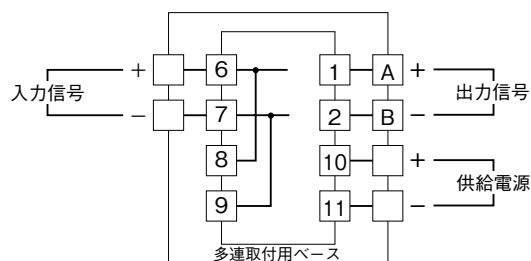 + 6 1 A +
入力信号 出力信号
− 7 2 B −
8 10 +
供給電源
9 11 −
多連取付用ベース